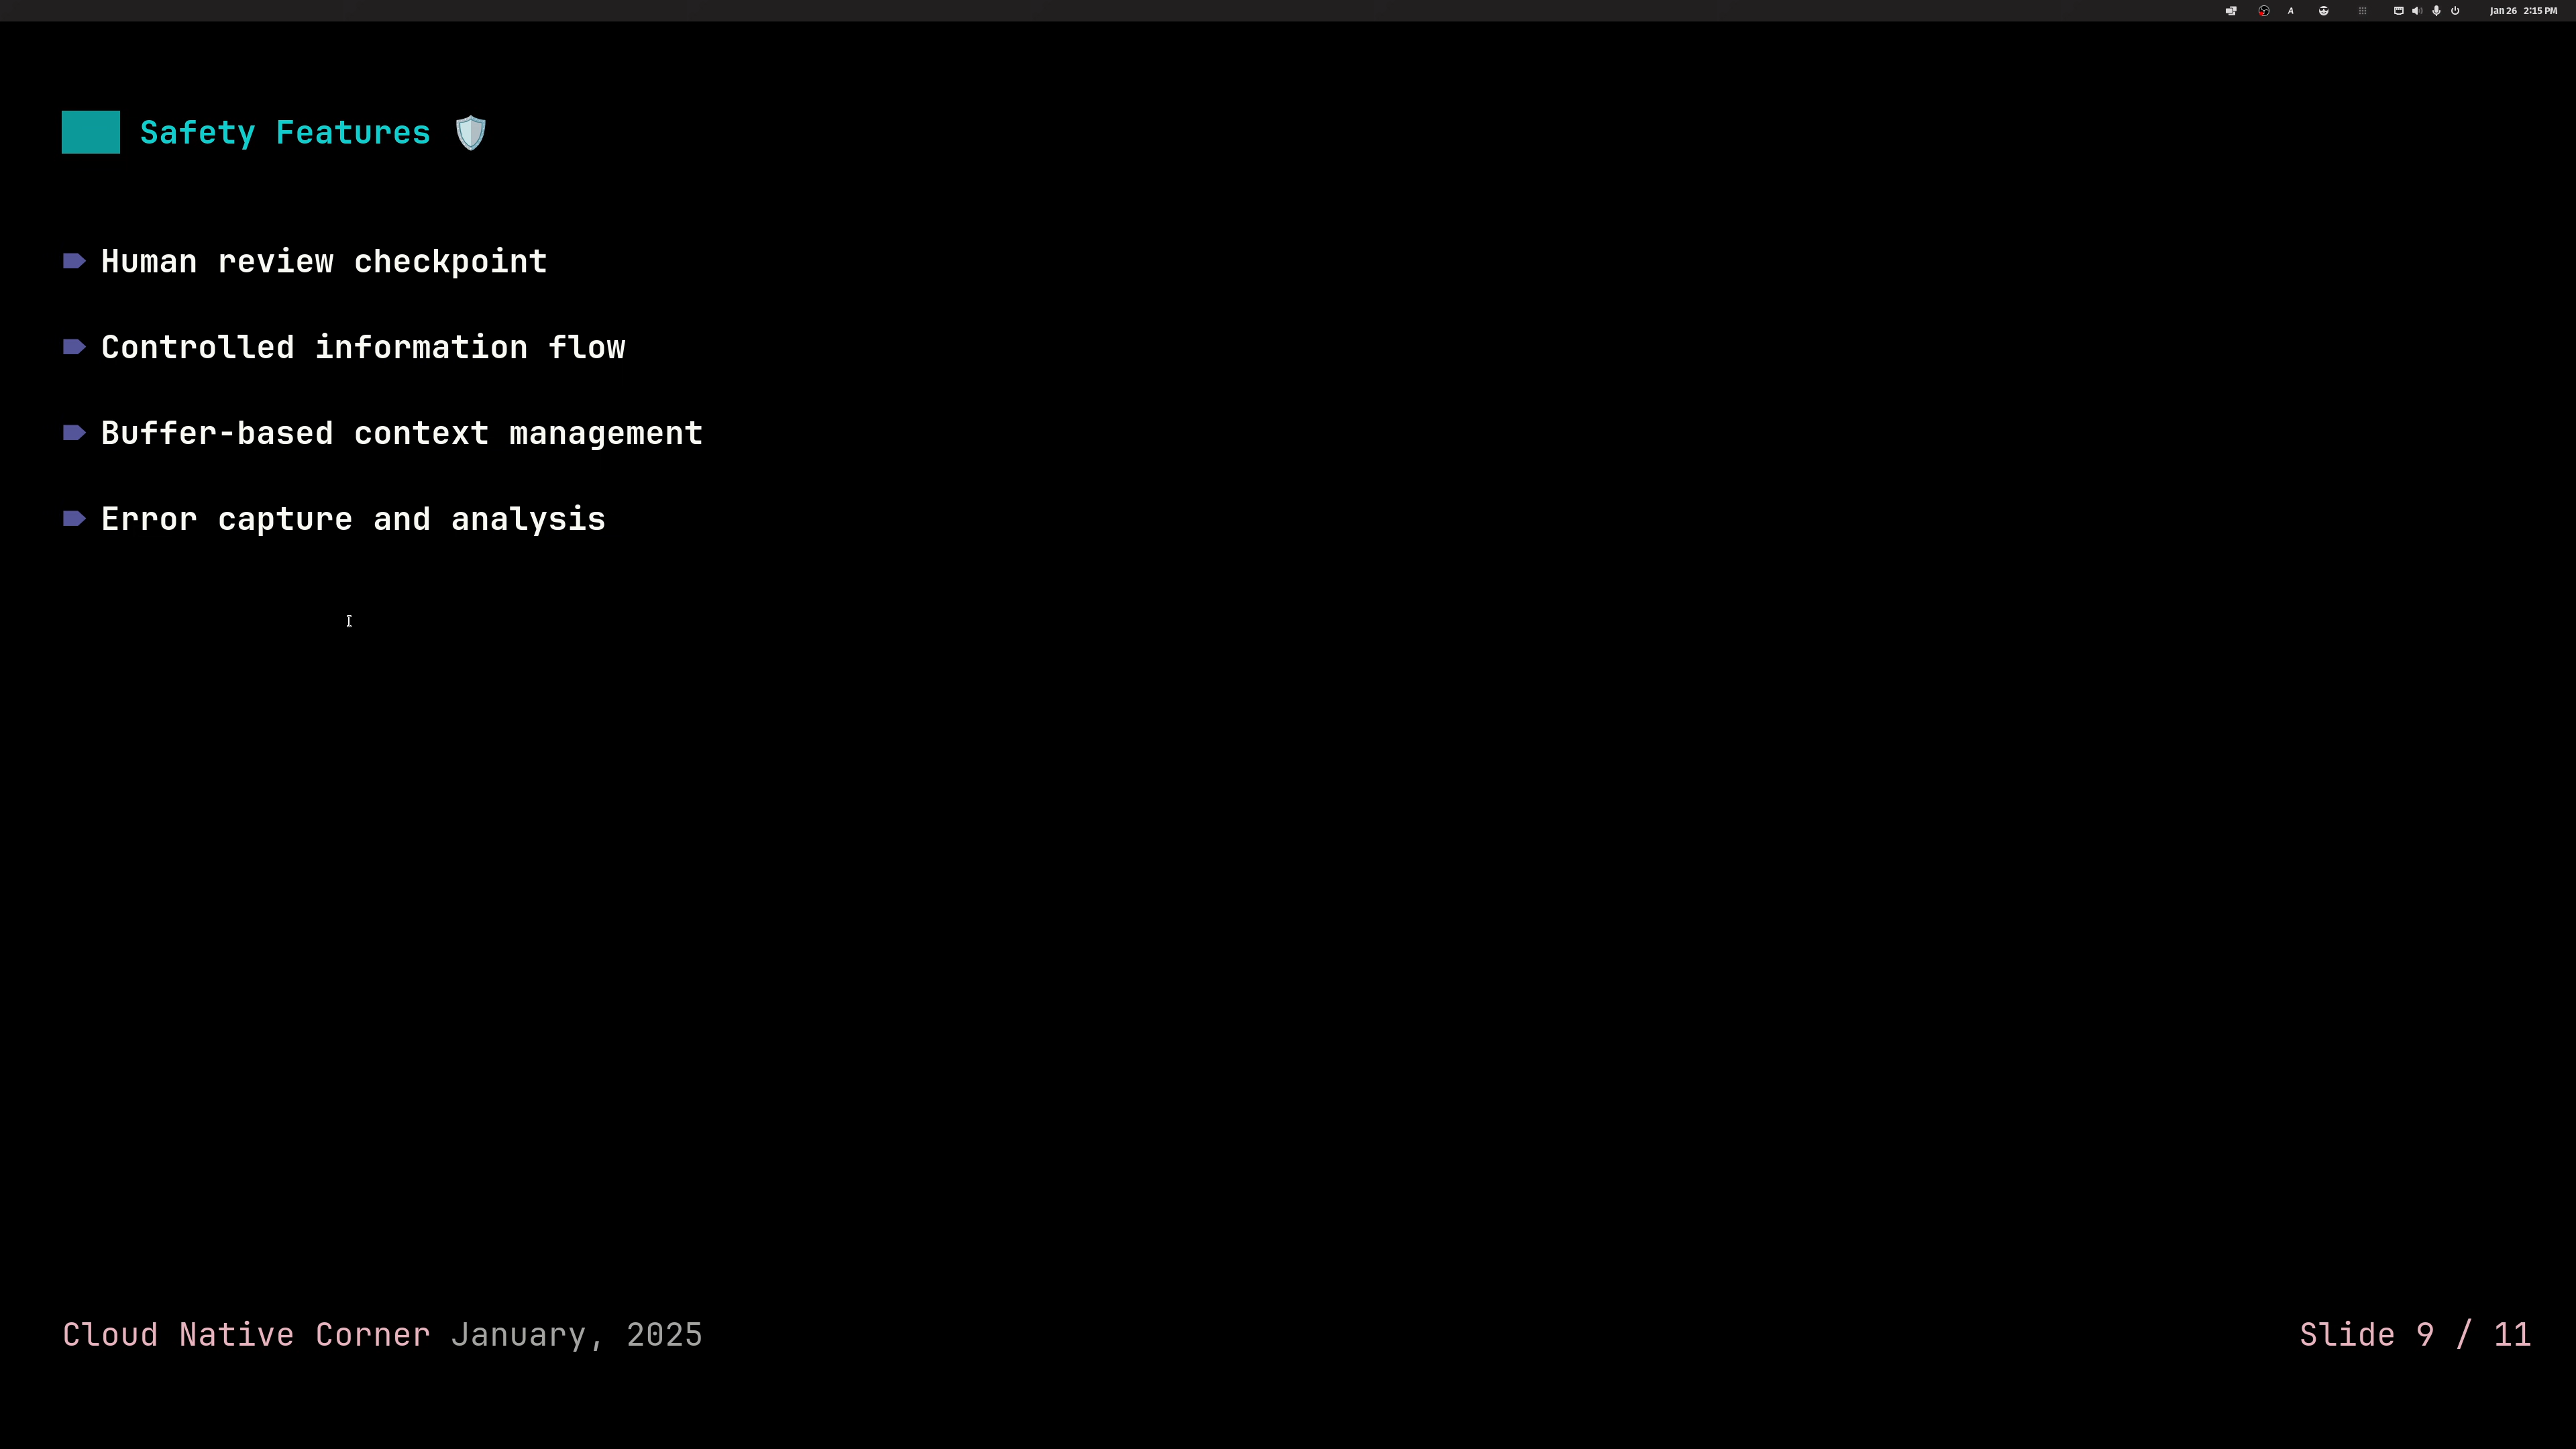 Jan 26 2:15 PM
Safety Features
Human review checkpoint
Controlled information flow
Buffer-based context management
Error capture and analysis
Cloud Native Corner January, 2025
Slide 9 / 11